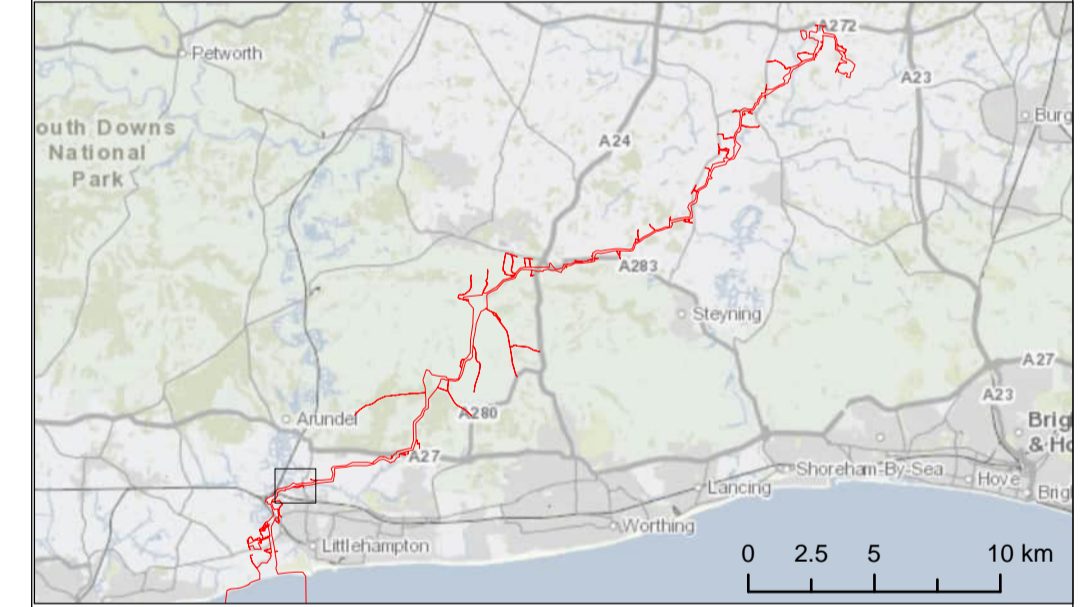 A272
Petworth
A23
Burg
outh Downs
National
Park
A24
A283
Steyning
A27
A23
Arundel
A280
Brig
& Ho
A27
Shoreham-By-Sea
Hove
Brig
Lancing
Worthing
Littlehampton
0 2.5 5 10 km